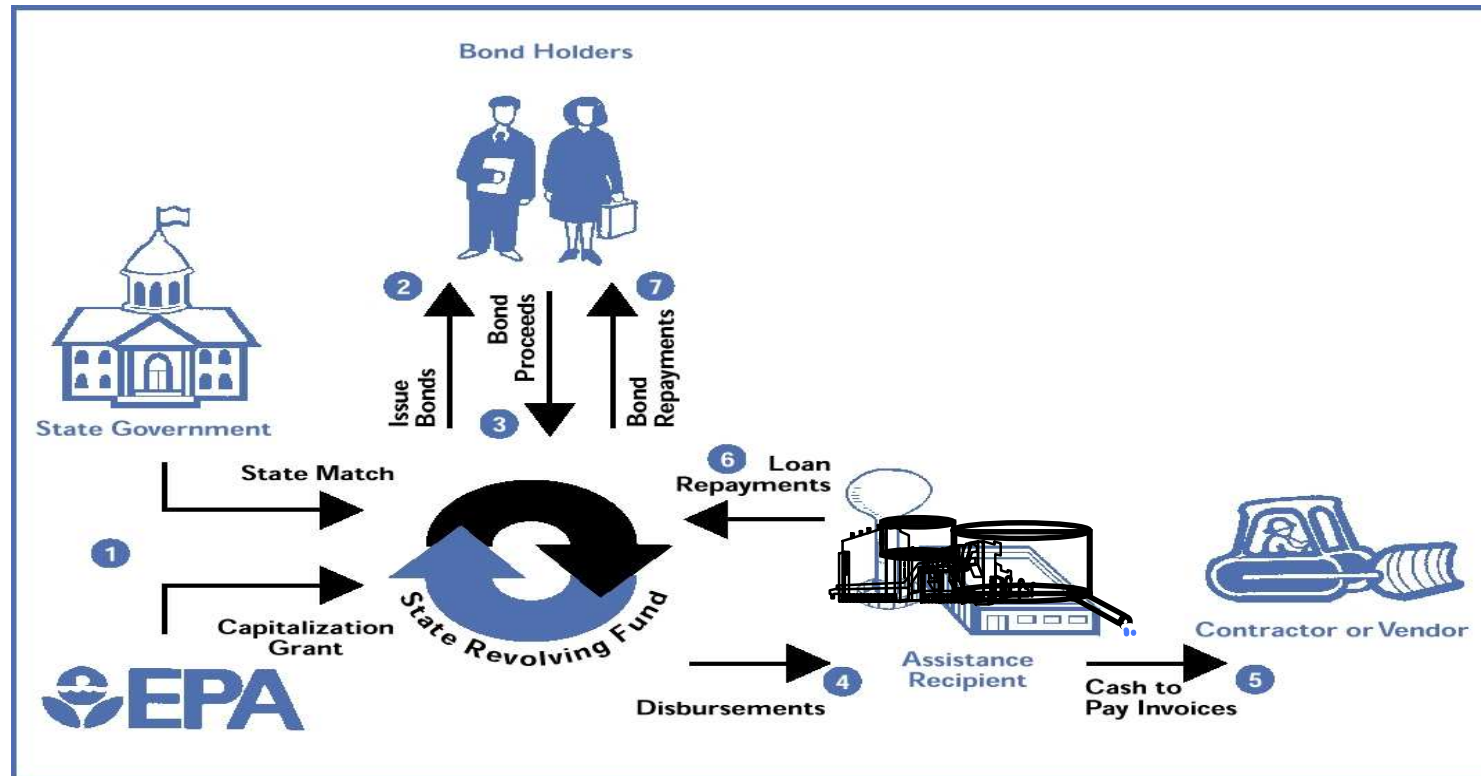 Bond Holders
2
7
Issue
Bonds
Bond
Proceeds
Bond
Repayments
3
State Government
State Match
6
Loan
Repayments
1
Capitalization
Grant
State Revolving Fund
EPA
Disbursements
4
Assistance
Recipient
Cash to
Pay Invoices
5
Contractor or Vendor